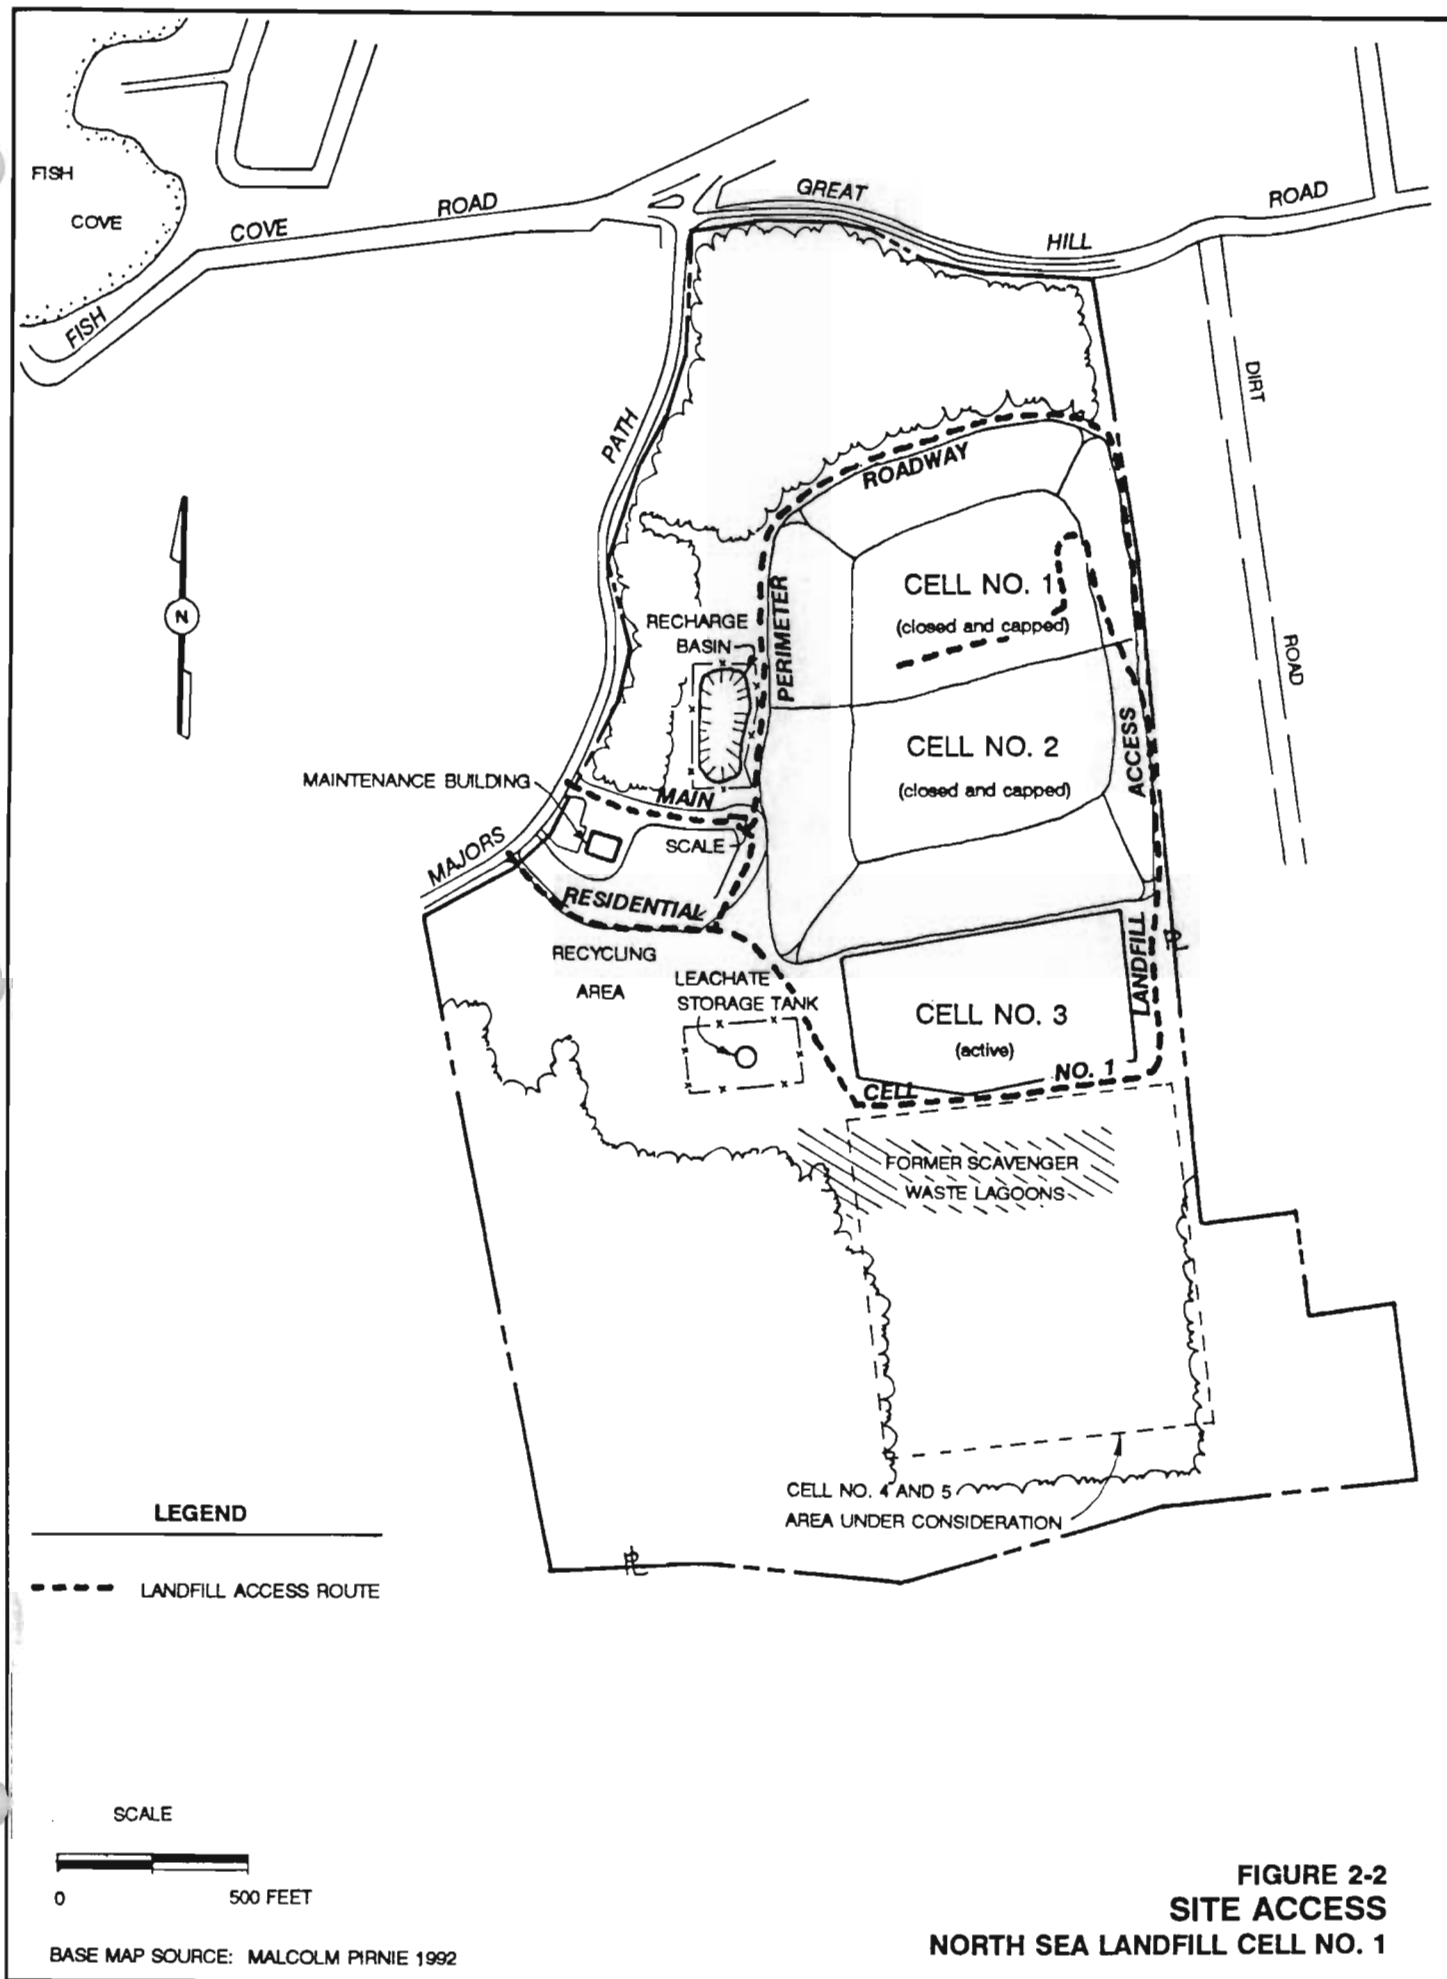 FISH
COVE
FISH
COVE
ROAD
GREAT
HILL
ROAD
DIRT
ROAD
PATH
MAJORS
N
ROADWAY
PERIMETER
RECHARGE
BASIN
CELL NO. 1
(closed and capped)
CELL NO. 2
(closed and capped)
ACCESS
MAINTENANCE BUILDING
MAIN
SCALE
RESIDENTIAL
RECYCLING
AREA
LEACHATE
STORAGE TANK
CELL NO. 3
(active)
LANDFILL
PL
CELL
NO. 1
FORMER SCAVENGER
WASTE LAGOONS
CELL NO. 4 AND 5
AREA UNDER CONSIDERATION
PL
LEGEND
LANDFILL ACCESS ROUTE
SCALE
0 500 FEET
BASE MAP SOURCE: MALCOLM PIRNIE 1992
FIGURE 2-2
SITE ACCESS
NORTH SEA LANDFILL CELL NO. 1